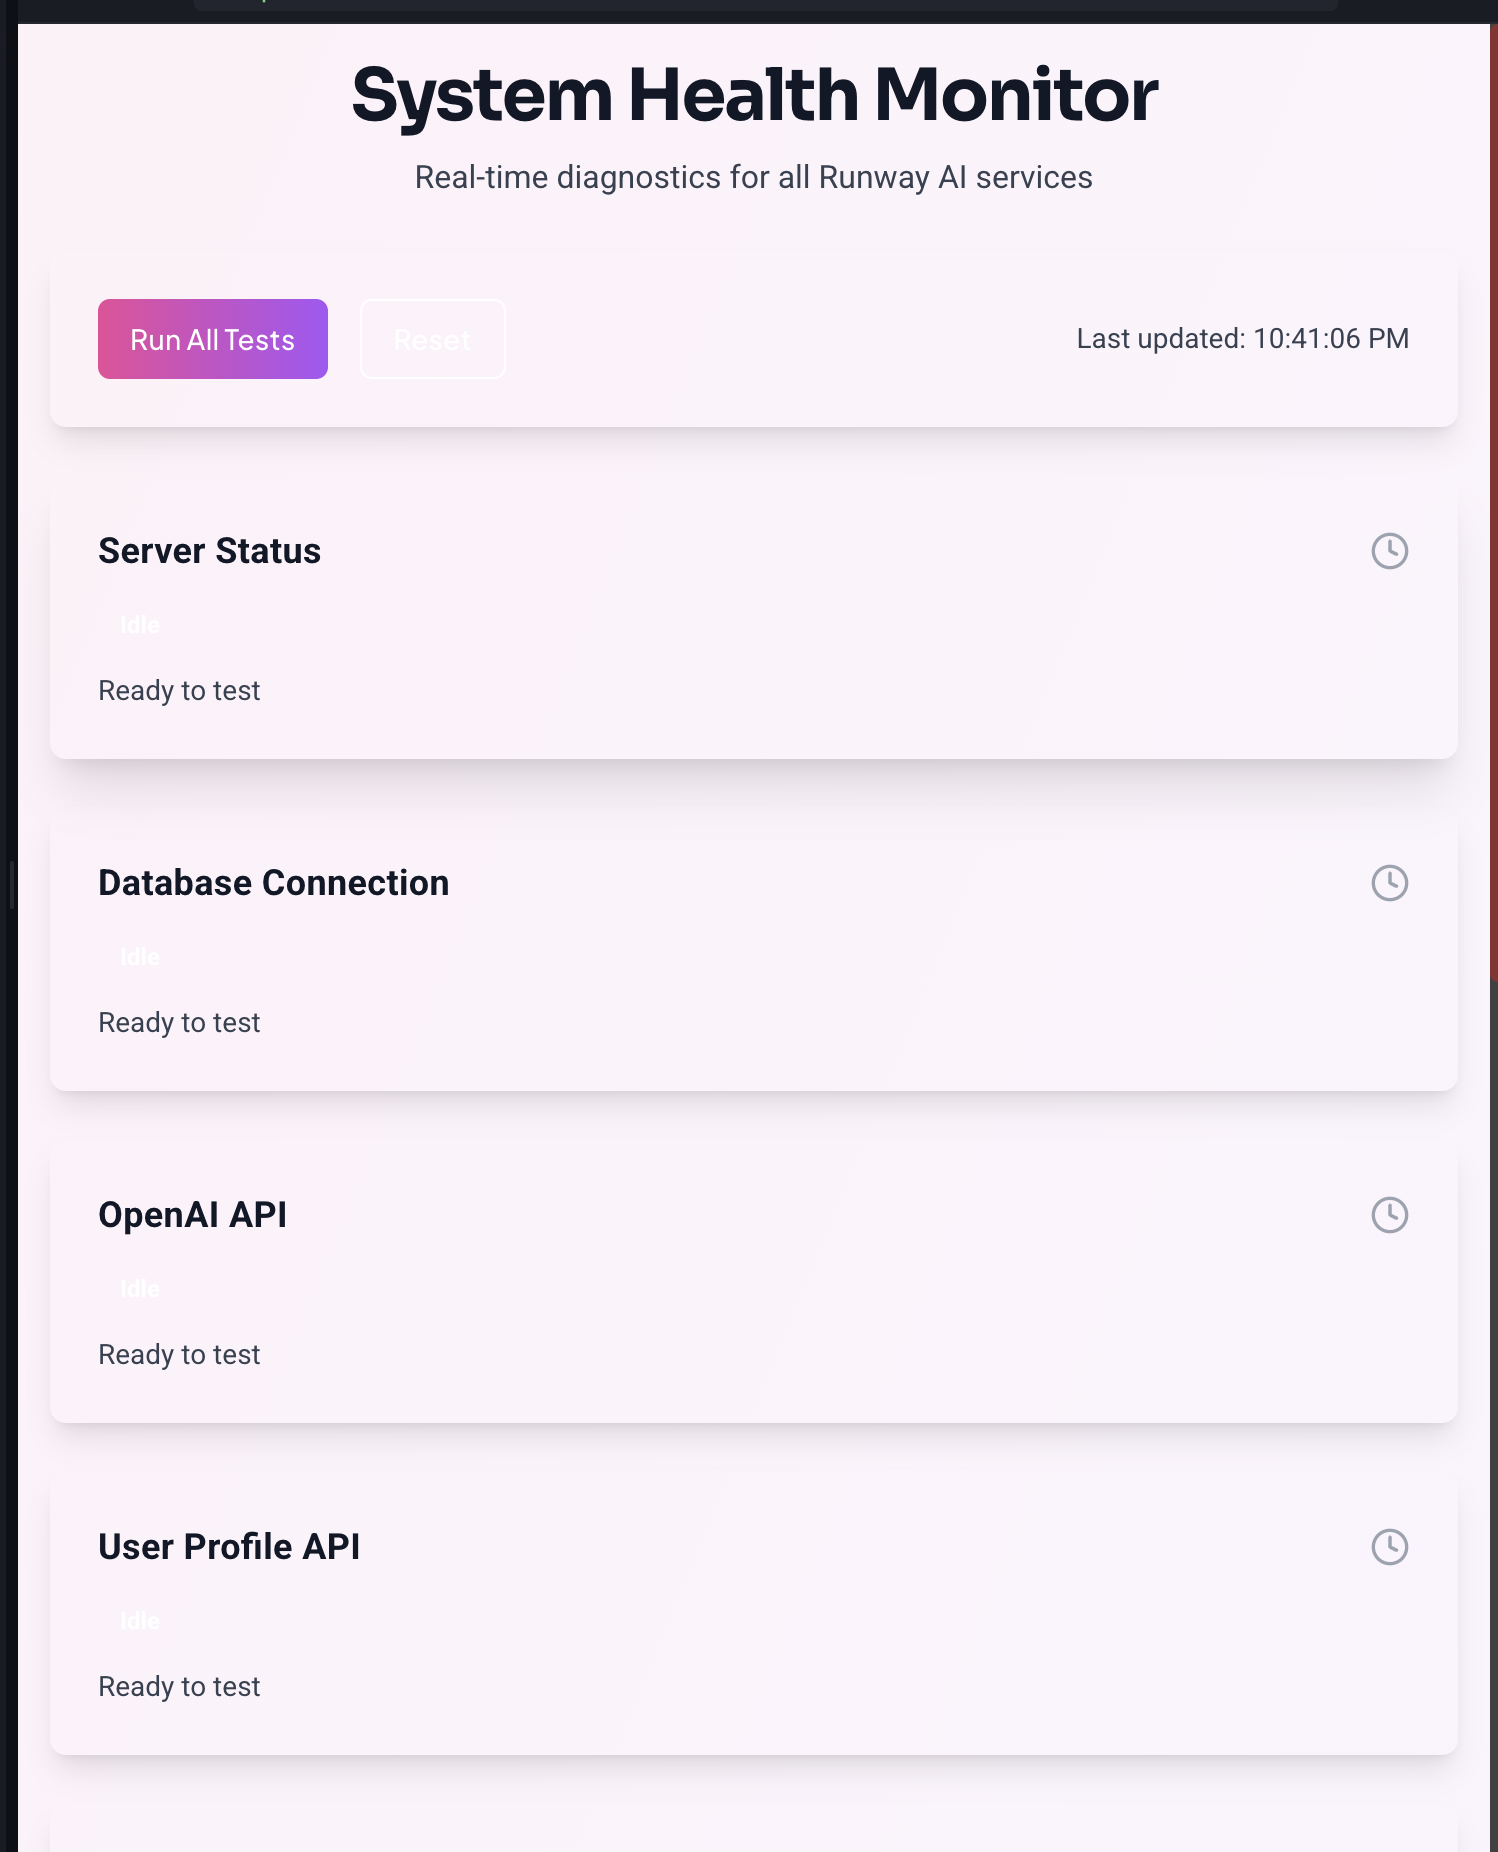 System Health Monitor
Real-time diagnostics for all Runway AI services
Run All Tests
Reset
Last updated: 10:41:06 PM
Server Status
Idle
Ready to test
Database Connection
Idle
Ready to test
OpenAI API
Idle
Ready to test
User Profile API
Idle
Ready to test